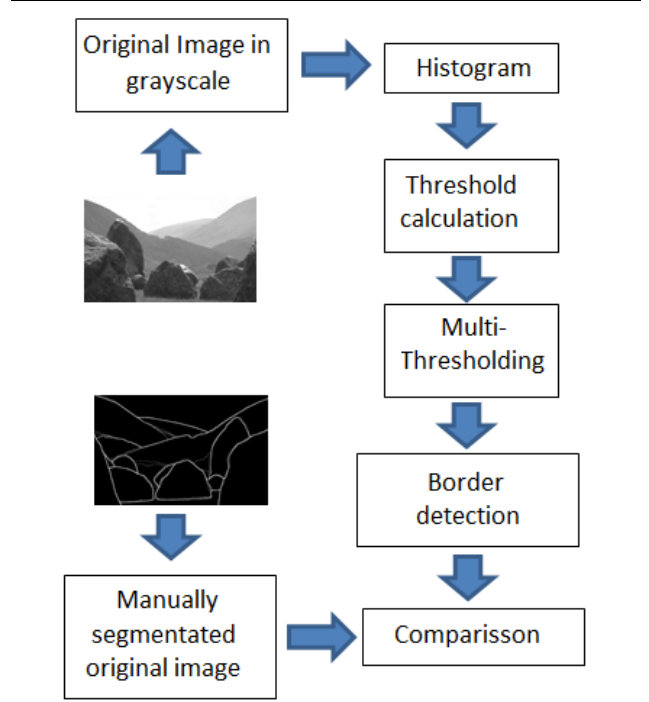 Original Image in
grayscale
Histogram
Threshold
calculation
Multi-
Thresholding
Border
detection
Manually
segmentated
original image
Comparisson